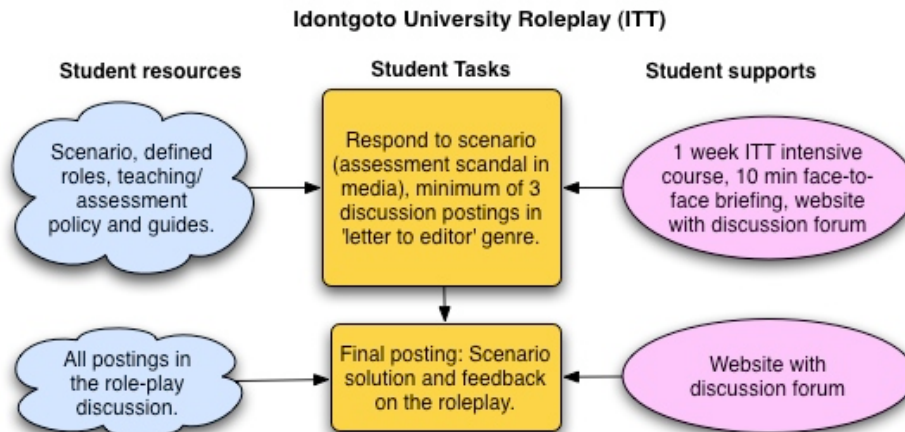 Idontgoto University Roleplay (ITT)
Student resources
Student Tasks
Student supports
Scenario, defined
roles, teaching/
assessment
policy and guides.
Respond to scenario
(assessment scandal in
media), minimum of 3
discussion postings in
'letter to editor' genre.
1 week ITT intensive
course, 10 min face-to-
face briefing, website
with discussion forum
All postings in
the role-play
discussion.
Final posting: Scenario
solution and feedback
on the roleplay.
Website with
discussion forum